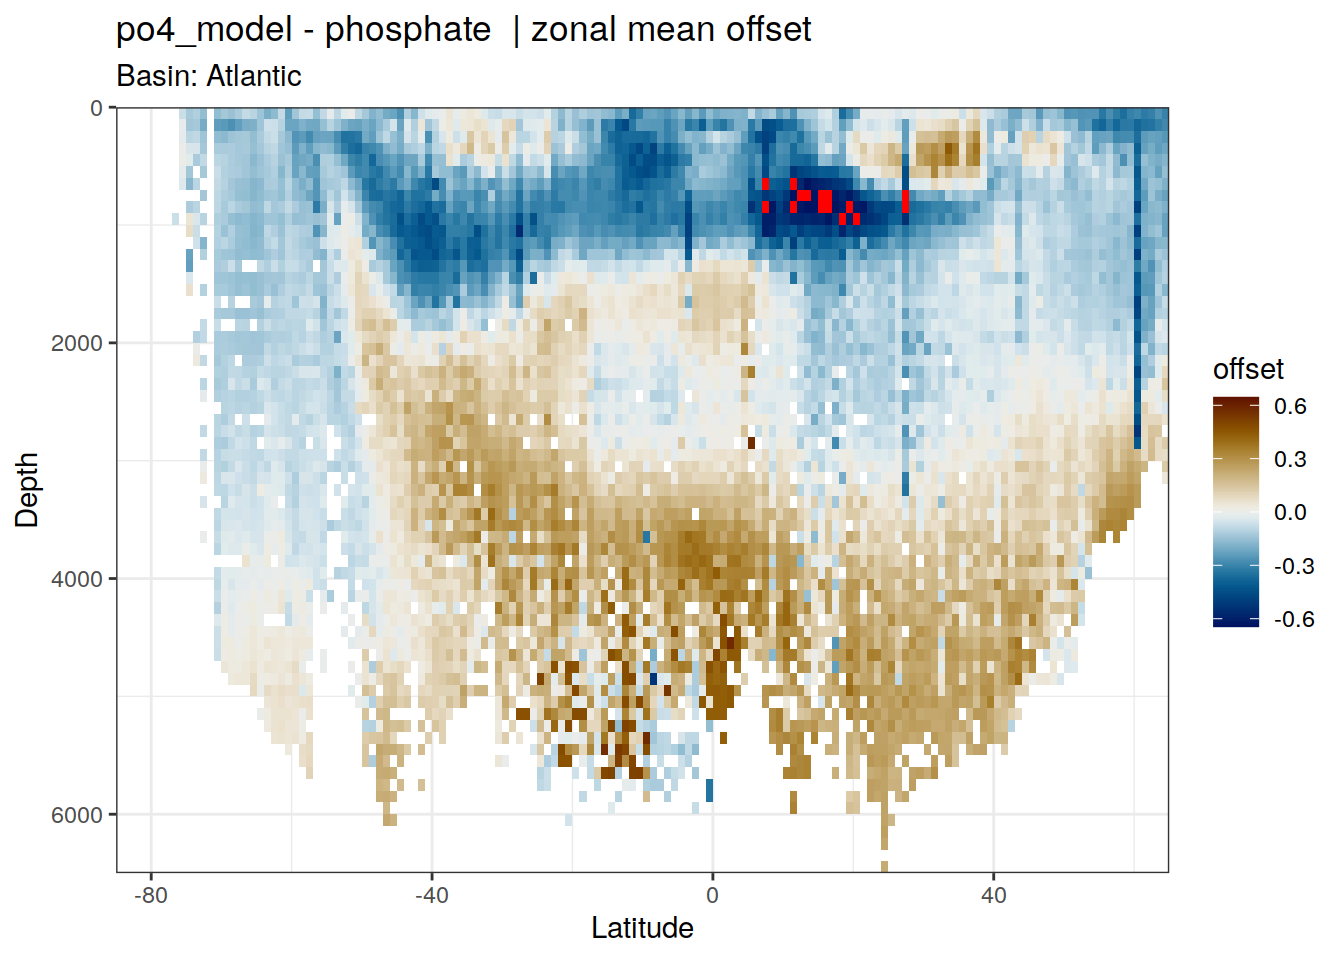 po4_model - phosphate  | zonal mean offset
Basin: Atlantic
0
2000
4000
6000
Depth
-80
-40
0
40
Latitude
offset
0.6
0.3
0.0
-0.3
-0.6